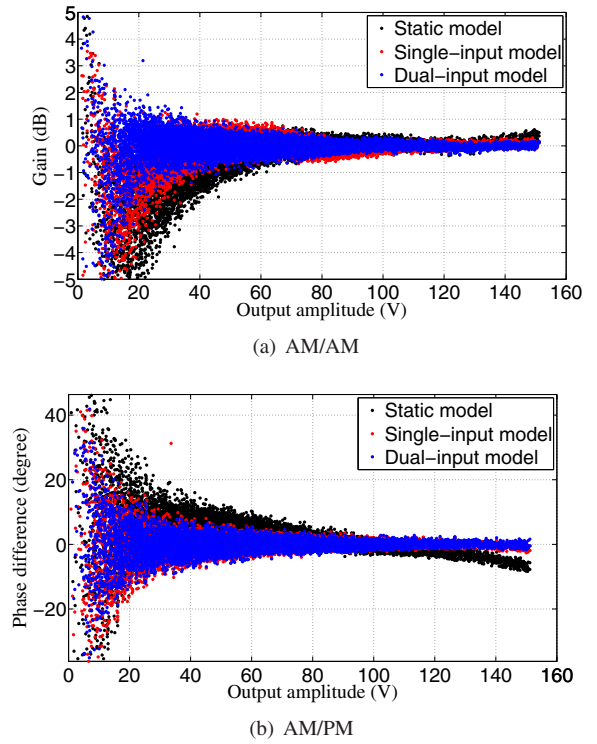 5
4
3
2
1
0
−1
−2
−3
−4
−5
Gain (dB)
Static model
Single−input model
Dual−input model
0 20 40 60 80 100 120 140 160
Output amplitude (V)
(a) AM/AM
40
20
0
−20
Phase difference (degree)
Static model
Single−input model
Dual−input model
0 20 40 60 80 100 120 140 160
Output amplitude (V)
(b) AM/PM